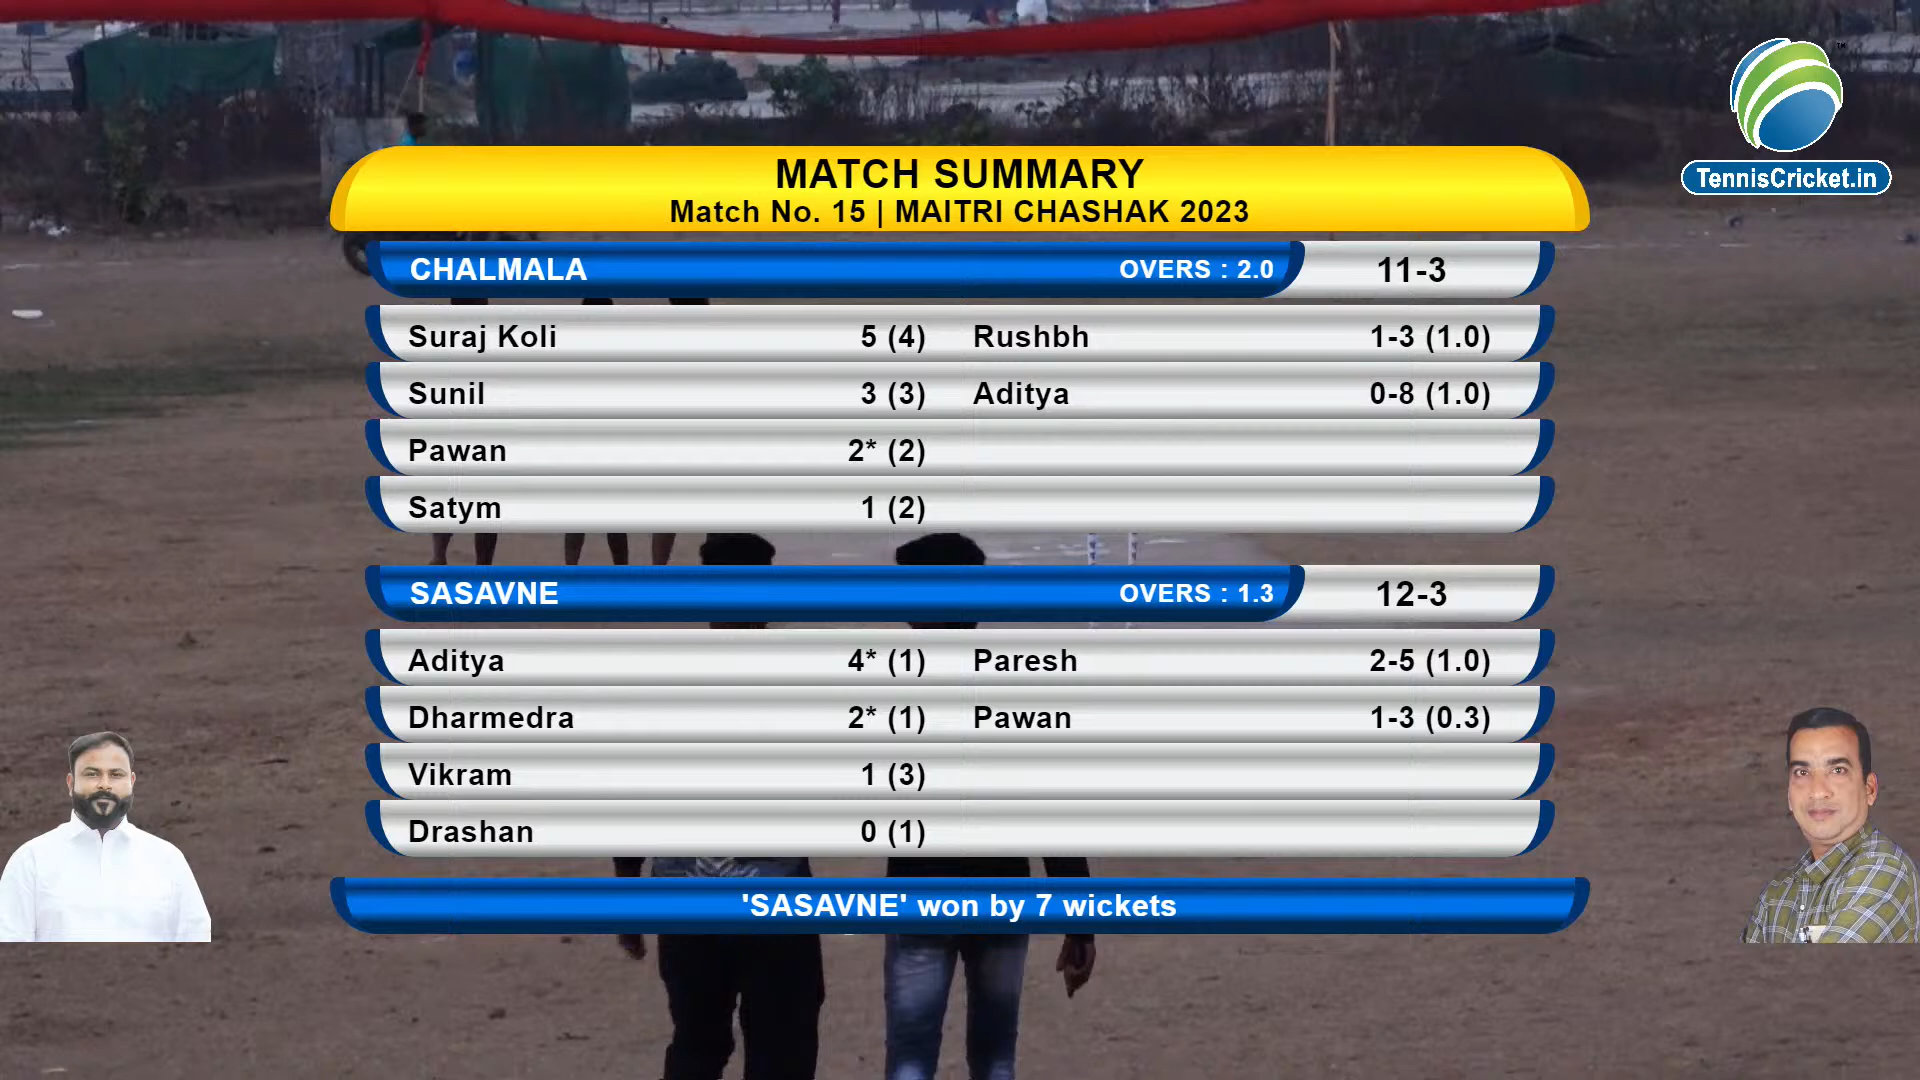 TM
TennisCricket.in
MATCH SUMMARY
Match No. 15 | MAITRI CHASHAK 2023
CHALMALA OVERS : 2.0 11-3
Suraj Koli 5 (4) Rushbh 1-3 (1.0)
Sunil 3 (3) Aditya 0-8 (1.0)
Pawan 2* (2)
Satym 1 (2)
SASAVNE OVERS : 1.3 12-3
Aditya 4* (1) Paresh 2-5 (1.0)
Dharmedra 2* (1) Pawan 1-3 (0.3)
Vikram 1 (3)
Drashan 0 (1)
'SASAVNE' won by 7 wickets